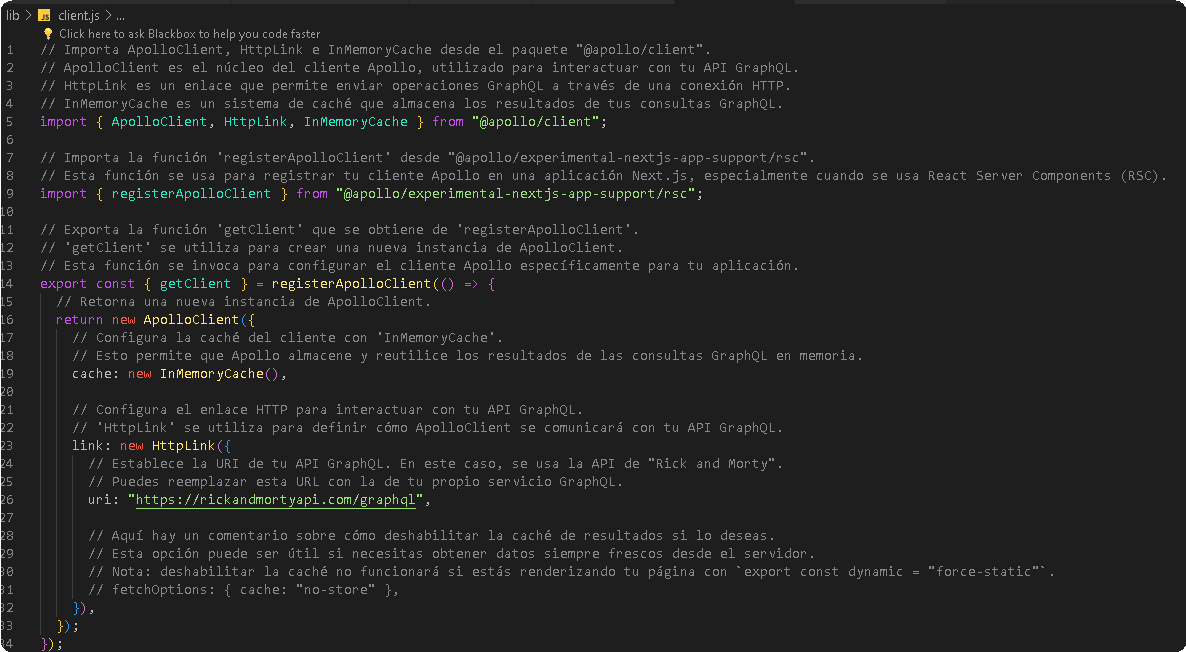 lib > JS client.js > ...
Click here to ask Blackbox to help you code faster
1 // Importa ApolloClient, HttpLink e InMemoryCache desde el paquete "@apollo/client".
2 // ApolloClient es el núcleo del cliente Apollo, utilizado para interactuar con tu API GraphQL.
3 // HttpLink es un enlace que permite enviar operaciones GraphQL a través de una conexión HTTP.
4 // InMemoryCache es un sistema de caché que almacena los resultados de tus consultas GraphQL.
5 import { ApolloClient, HttpLink, InMemoryCache } from "@apollo/client";
6
7 // Importa la función 'registerApolloClient' desde "@apollo/experimental-nextjs-app-support/rsc".
8 // Esta función se usa para registrar tu cliente Apollo en una aplicación Next.js, especialmente cuando se usa React Server Components (RSC).
9 import { registerApolloClient } from "@apollo/experimental-nextjs-app-support/rsc";
10
11 // Exporta la función 'getClient' que se obtiene de 'registerApolloClient'.
12 // 'getClient' se utiliza para crear una nueva instancia de ApolloClient.
13 // Esta función se invoca para configurar el cliente Apollo específicamente para tu aplicación.
14 export const { getClient } = registerApolloClient(() => {
15 // Retorna una nueva instancia de ApolloClient.
16 return new ApolloClient({
17 // Configura la caché del cliente con 'InMemoryCache'.
18 // Esto permite que Apollo almacene y reutilice los resultados de las consultas GraphQL en memoria.
19 cache: new InMemoryCache(),
20
21 // Configura el enlace HTTP para interactuar con tu API GraphQL.
22 // 'HttpLink' se utiliza para definir cómo ApolloClient se comunicará con tu API GraphQL.
23 link: new HttpLink({
24 // Establece la URI de tu API GraphQL. En este caso, se usa la API de "Rick and Morty".
25 // Puedes reemplazar esta URL con la de tu propio servicio GraphQL.
26 uri: "https://rickandmortyapi.com/graphql",
27
28 // Aquí hay un comentario sobre cómo deshabilitar la caché de resultados si lo deseas.
29 // Esta opción puede ser útil si necesitas obtener datos siempre frescos desde el servidor.
30 // Nota: deshabilitar la caché no funcionará si estás renderizando tu página con `export const dynamic = "force-static"`.
31 // fetchOptions: { cache: "no-store" },
32 }),
33 });
34 });